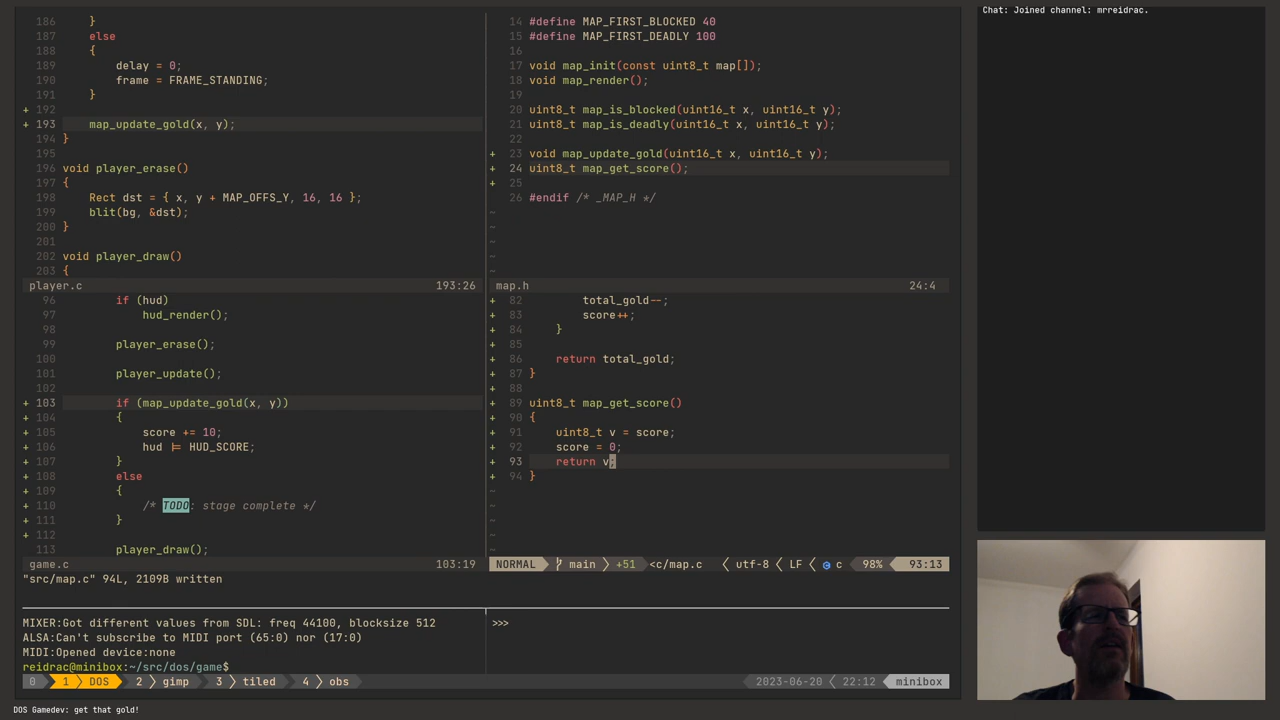 186     }
187     else
188     {
189         delay = 0;
190         frame = FRAME_STANDING;
191     }
+ 192
+ 193     map_update_gold(x, y);
194 }
195
196 void player_erase()
197 {
198     Rect dst = { x, y + MAP_OFFS_Y, 16, 16 };
199     blit(bg, &dst);
200 }
201
202 void player_draw()
203 {
player.c 193:26
96         if (hud)
97             hud_render();
98
99         player_erase();
100
101         player_update();
102
+ 103         if (map_update_gold(x, y))
+ 104         {
+ 105             score += 10;
+ 106             hud |= HUD_SCORE;
+ 107         }
+ 108         else
+ 109         {
+ 110             /* TODO: stage complete */
+ 111         }
+ 112
113         player_draw();
game.c 103:19
14 #define MAP_FIRST_BLOCKED 40
15 #define MAP_FIRST_DEADLY 100
16
17 void map_init(const uint8_t map[]);
18 void map_render();
19
20 uint8_t map_is_blocked(uint16_t x, uint16_t y);
21 uint8_t map_is_deadly(uint16_t x, uint16_t y);
22
+ 23 void map_update_gold(uint16_t x, uint16_t y);
+ 24 uint8_t map_get_score();
+ 25
26 #endif /* _MAP_H */
~
~
~
~
~
map.h 24:4
+ 82         total_gold--;
+ 83         score++;
+ 84     }
+ 85
+ 86     return total_gold;
+ 87 }
+ 88
+ 89 uint8_t map_get_score()
+ 90 {
+ 91     uint8_t v = score;
+ 92     score = 0;
+ 93     return v;
+ 94 }
~
~
~
~
~
NORMAL main +51 <c/map.c utf-8 LF c 98% 93:13
"src/map.c" 94L, 2109B written
MIXER:Got different values from SDL: freq 44100, blocksize 512
ALSA:Can't subscribe to MIDI port (65:0) nor (17:0)
MIDI:Opened device:none
reidrac@minibox:~/src/dos/game$
>>>
0 1 DOS 2 gimp 3 tiled 4 obs 2023-06-20 22:12 minibox
DOS Gamedev: get that gold!
Chat: Joined channel: mrreidrac.